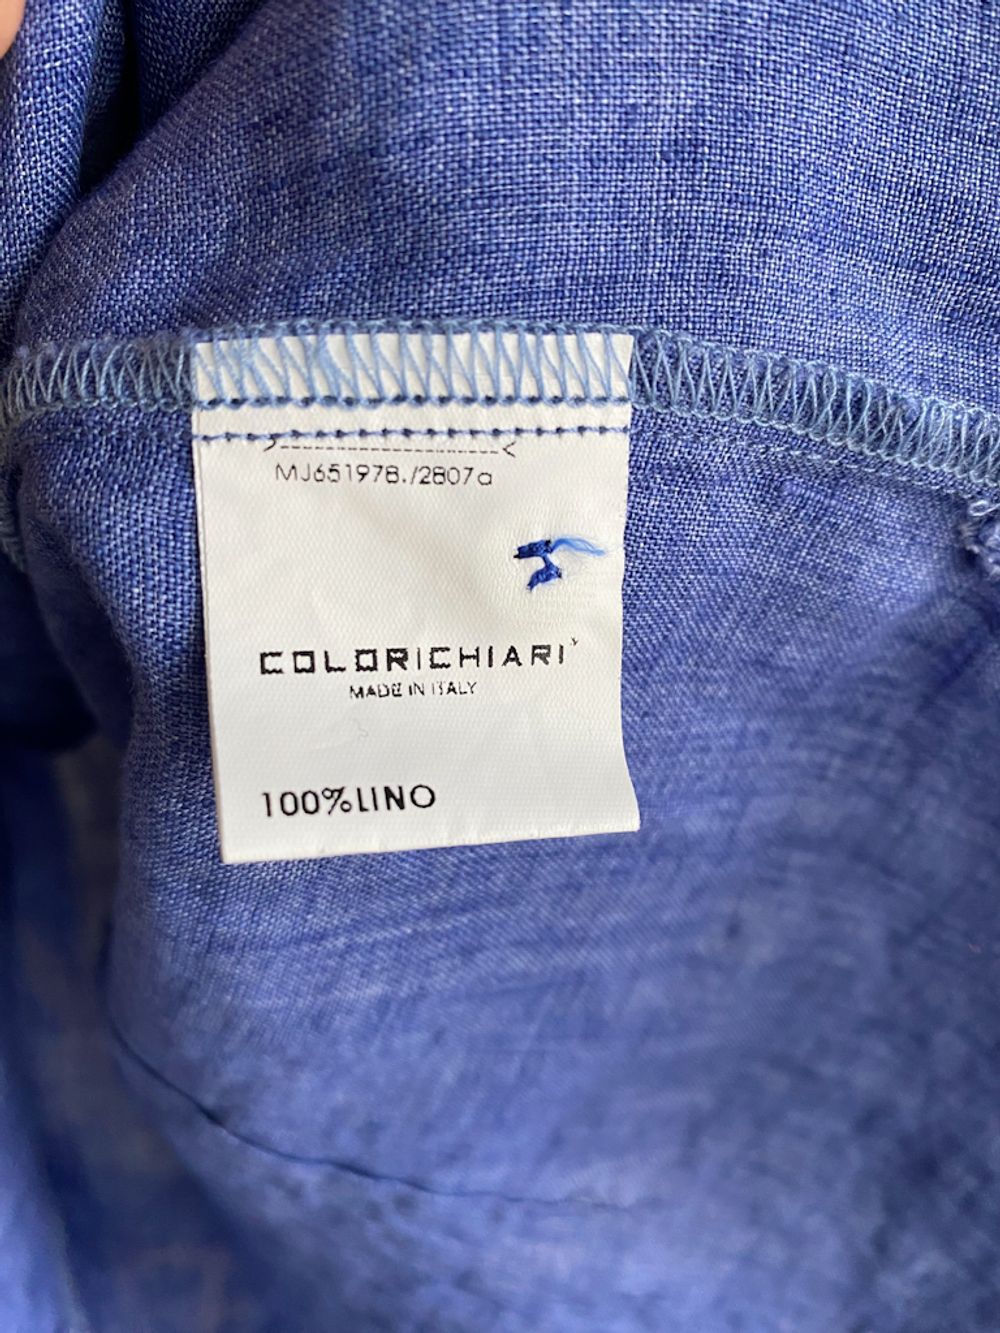 MJ651978./2807a
COLORICHIARI
MADE IN ITALY
100%LINO